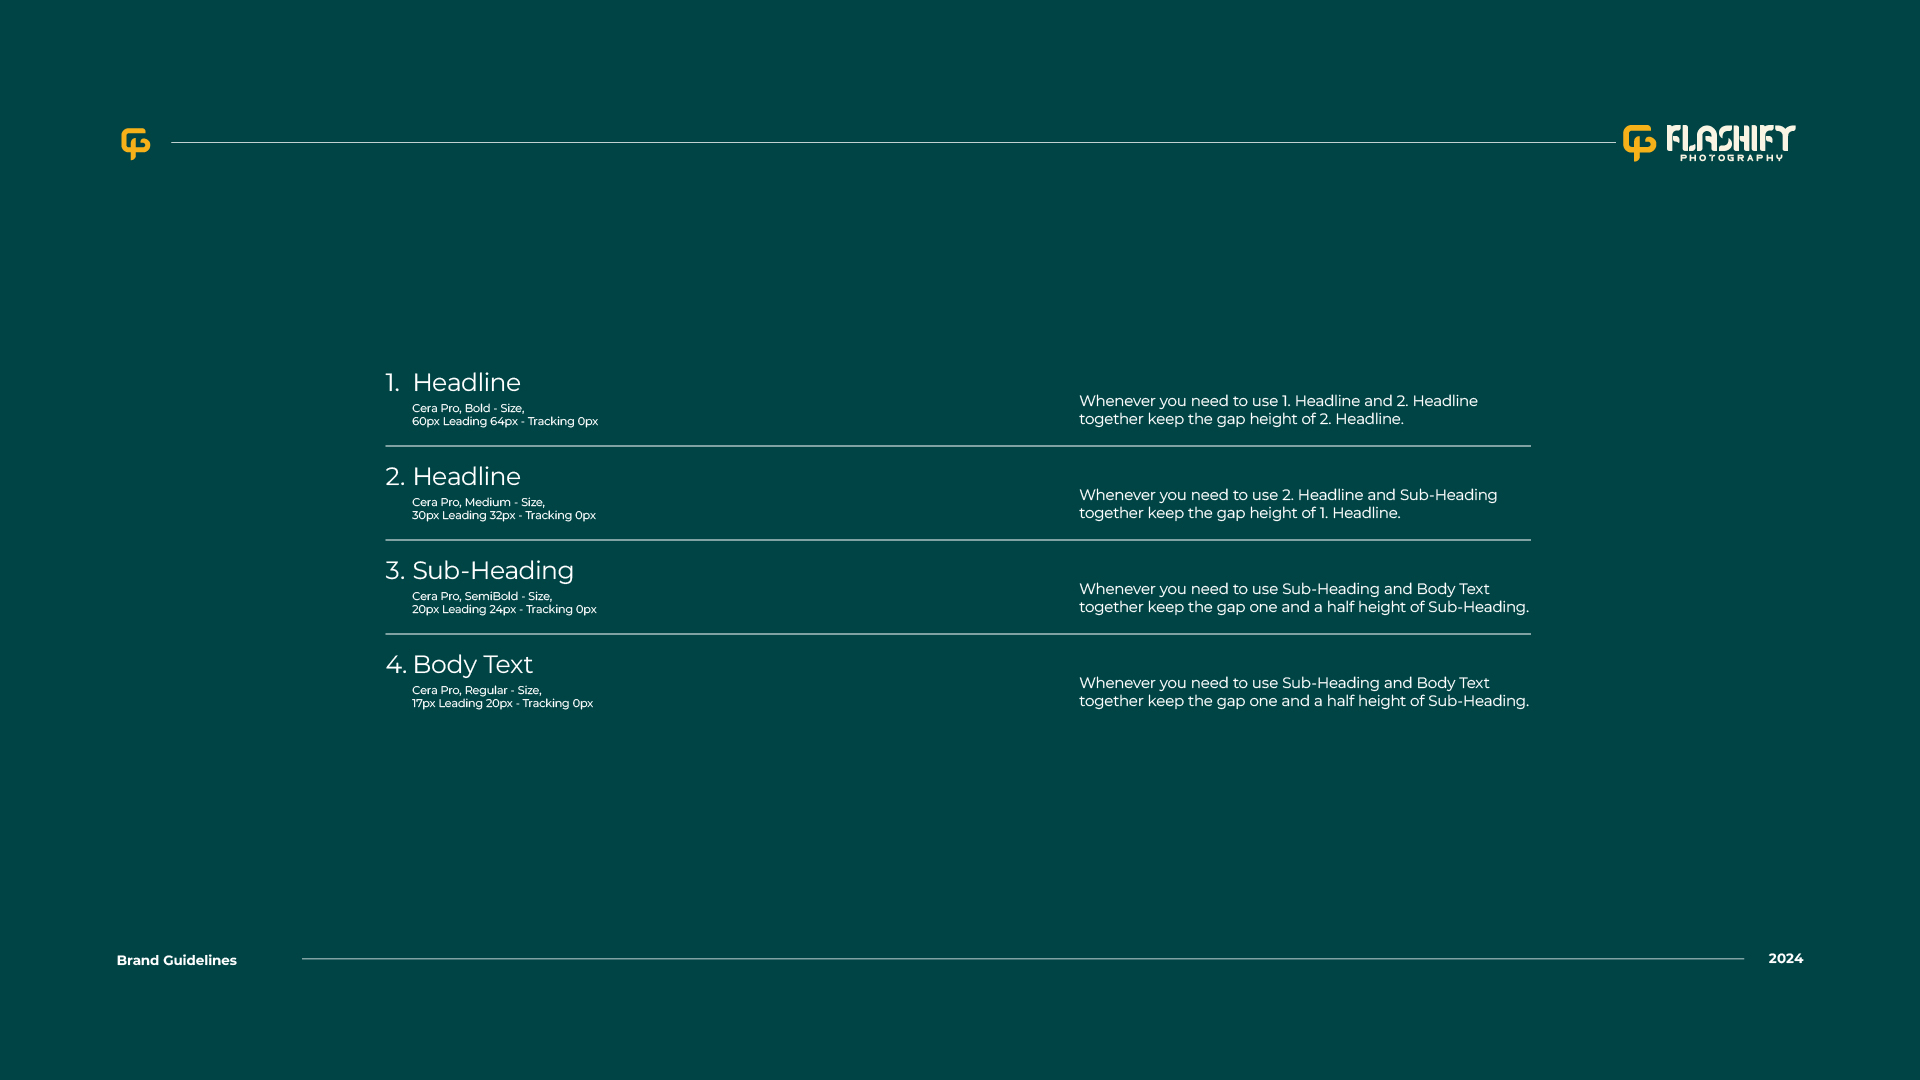 FLASHIFY
PHOTOGRAPHY
1. Headline
Cera Pro, Bold - Size,
60px Leading 64px - Tracking 0px
Whenever you need to use 1. Headline and 2. Headline
together keep the gap height of 2. Headline.
2. Headline
Cera Pro, Medium - Size,
30px Leading 32px - Tracking 0px
Whenever you need to use 2. Headline and Sub-Heading
together keep the gap height of 1. Headline.
3. Sub-Heading
Cera Pro, SemiBold - Size,
20px Leading 24px - Tracking 0px
Whenever you need to use Sub-Heading and Body Text
together keep the gap one and a half height of Sub-Heading.
4. Body Text
Cera Pro, Regular - Size,
17px Leading 20px - Tracking 0px
Whenever you need to use Sub-Heading and Body Text
together keep the gap one and a half height of Sub-Heading.
Brand Guidelines
2024